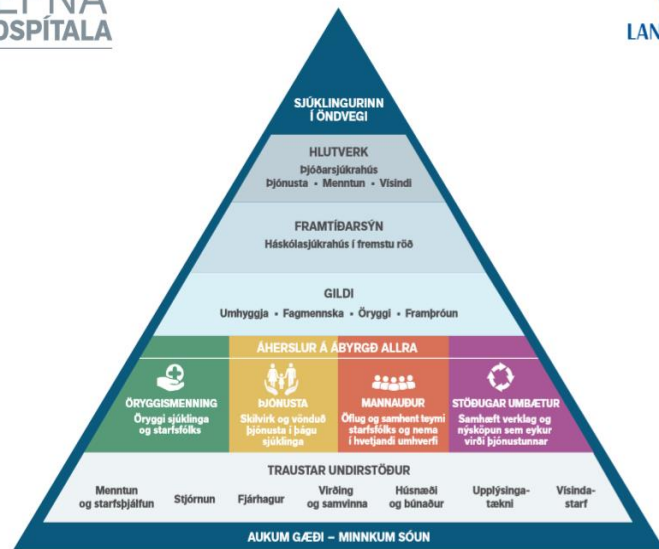 SPÍTALA
LAN
SJÚKLINGURINN
Í ÖNDVEGI
HLUTVERK
Þjóðarsjúkrahús
Þjónusta • Menntun • Vísindi
FRAMTÍÐARSÝN
Háskólasjúkrahús í fremstu röð
GILDI
Umhyggja • Fagmennska • Öryggi • Framþróun
ÁHERSLUR Á ÁBYRGÐ ALLRA
ÖRYGGISMENNING
Öryggi sjúklinga
og starfsfólks
ÞJÓNUSTA
Skilvirk og vönduð
þjónusta í þágu
sjúklinga
MANNAUÐUR
Öflug og samhent teymi
starfsfólks og nema
í hvetjandi umhverfi
STÖÐUGAR UMBÆTUR
Samhæft verklag og
nýsköpun sem eykur
virði þjónustunnar
TRAUSTAR UNDIRSTÖÐUR
Menntun
og starfsþjálfun
Stjórnun
Fjárhagur
Virðing
og samvinna
Húsnæði
og búnaður
Upplýsinga-
tækni
Vísinda-
starf
AUKUM GÆÐI – MINNKUM SÓUN